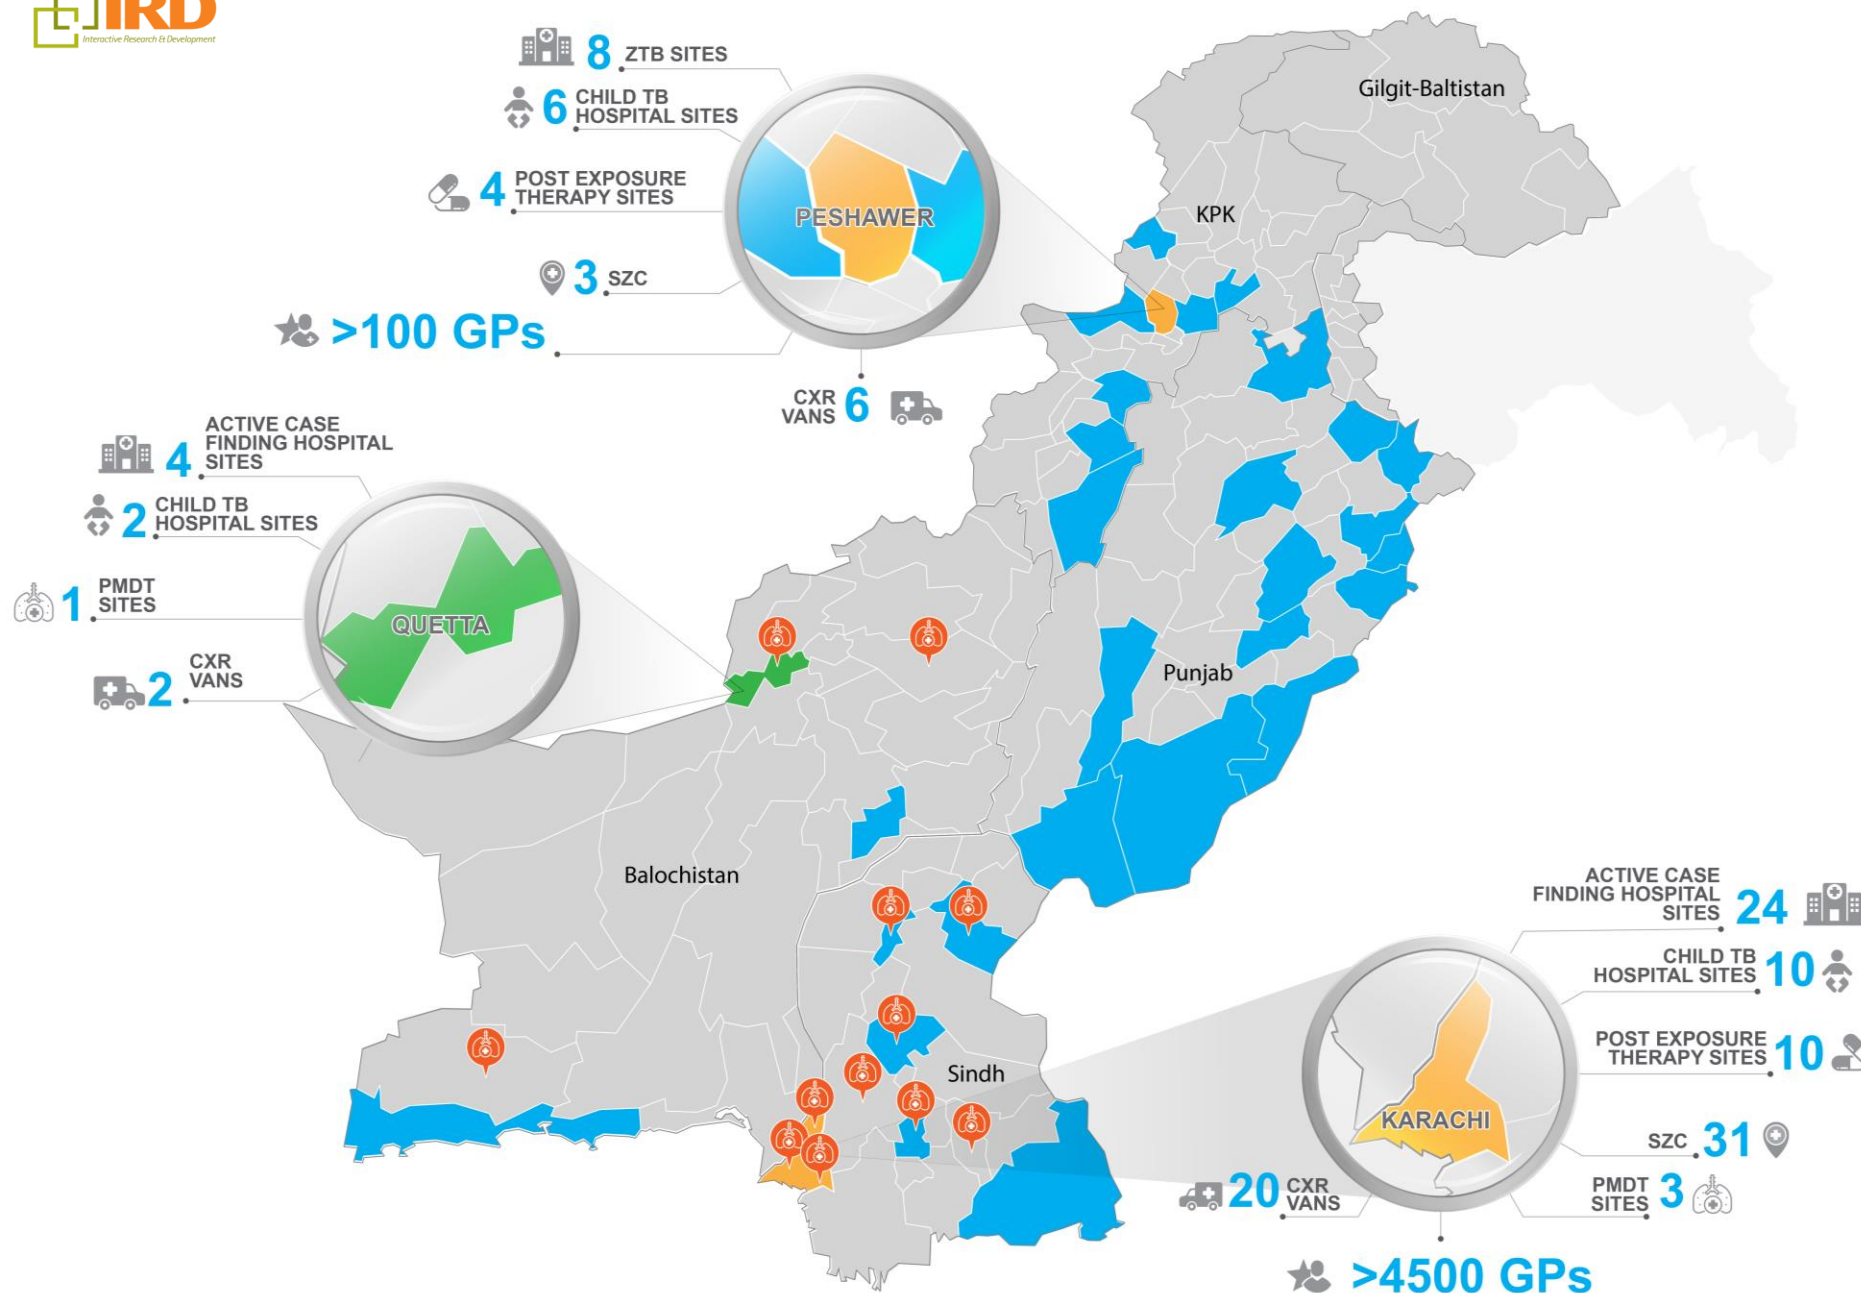 IRD
Interactive Research & Development
8 ZTB SITES
6 CHILD TB
HOSPITAL SITES
4 POST EXPOSURE
THERAPY SITES
3 SZC
>100 GPs
CXR
VANS 6
PESHAWER
Gilgit-Baltistan
KPK
4 ACTIVE CASE
FINDING HOSPITAL
SITES
2 CHILD TB
HOSPITAL SITES
1 PMDT
SITES
2 CXR
VANS
QUETTA
Punjab
Balochistan
Sindh
ACTIVE CASE
FINDING HOSPITAL
SITES 24
CHILD TB
HOSPITAL SITES 10
POST EXPOSURE
THERAPY SITES 10
KARACHI
SZC 31
PMDT
SITES 3
20 CXR
VANS
>4500 GPs